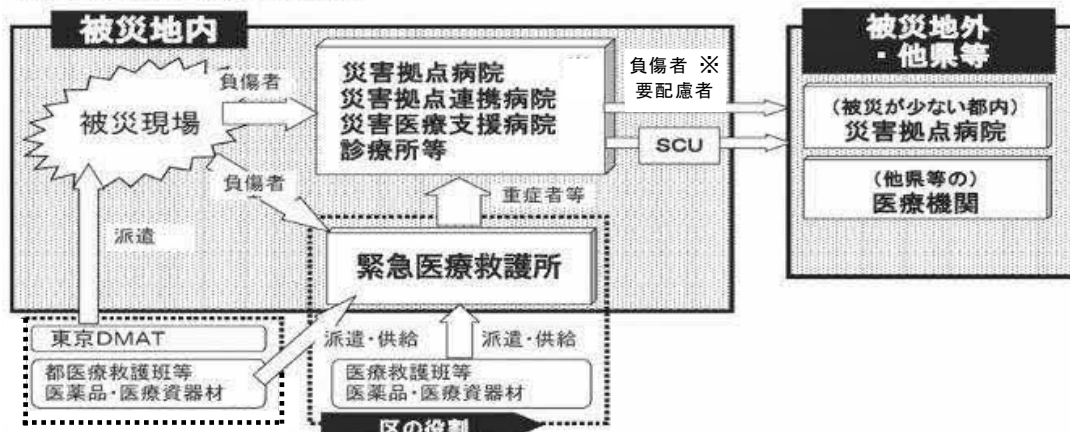 被災地内
被災地外
・他県等
被災現場
負傷者
災害拠点病院
災害拠点連携病院
災害医療支援病院
診療所等
負傷者 ※
要配慮者
SCU
(被災が少ない都内)
災害拠点病院
(他県等の)
医療機関
負傷者
重症者等
派遣
緊急医療救護所
東京DMAT
都医療救護班等
医薬品・医療資器材
派遣・供給
派遣・供給
医療救護班等
医薬品・医療資器材
区の役割